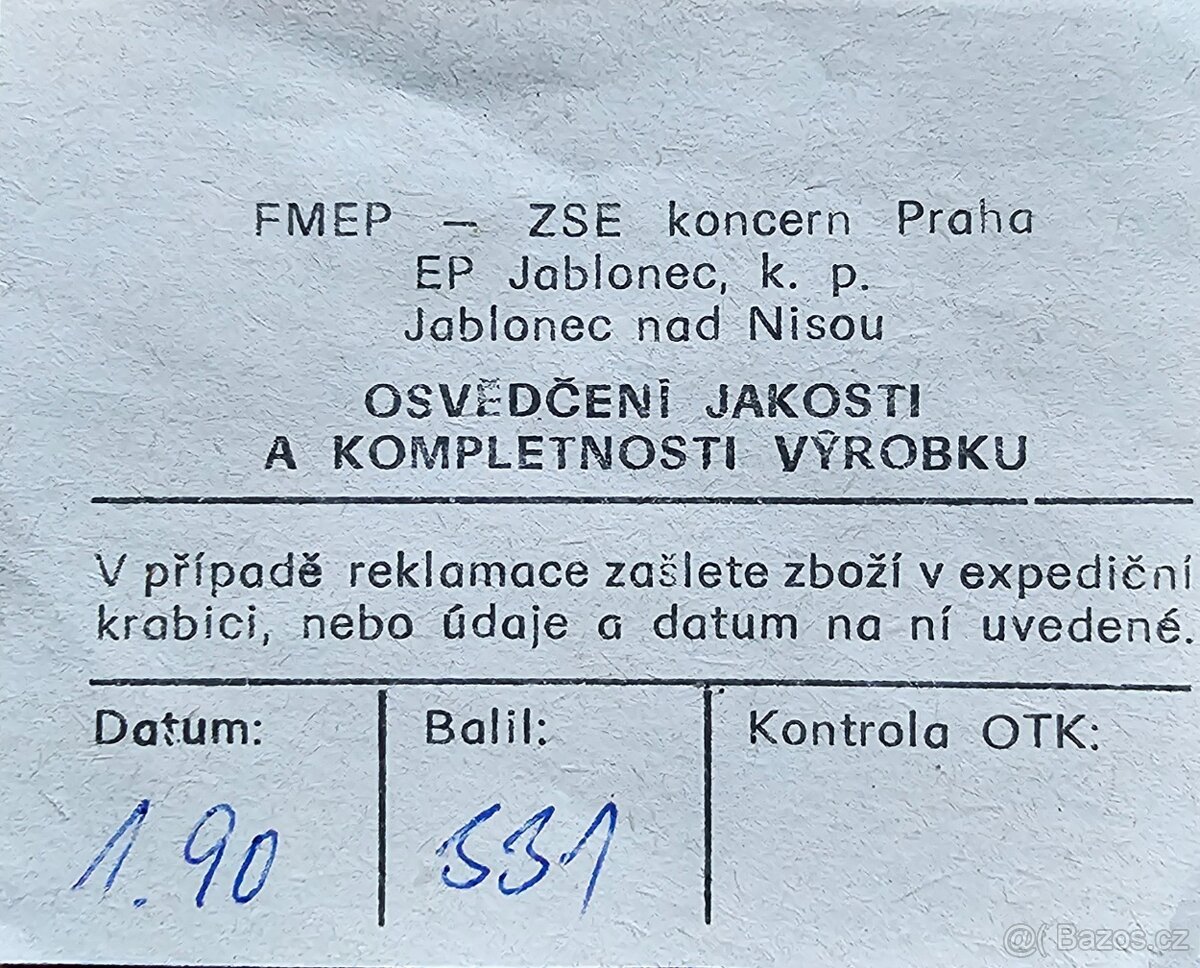 FMEP – ZSE koncern Praha
EP Jablonec, k. p.
Jablonec nad Nisou
OSVĚDČENÍ JAKOSTI
A KOMPLETNOSTI VÝROBKU
V případě reklamace zašlete zboží v expediční
krabici, nebo údaje a datum na ní uvedené.
Datum: Balil: Kontrola OTK:
1.90 531
@( Bazos.cz